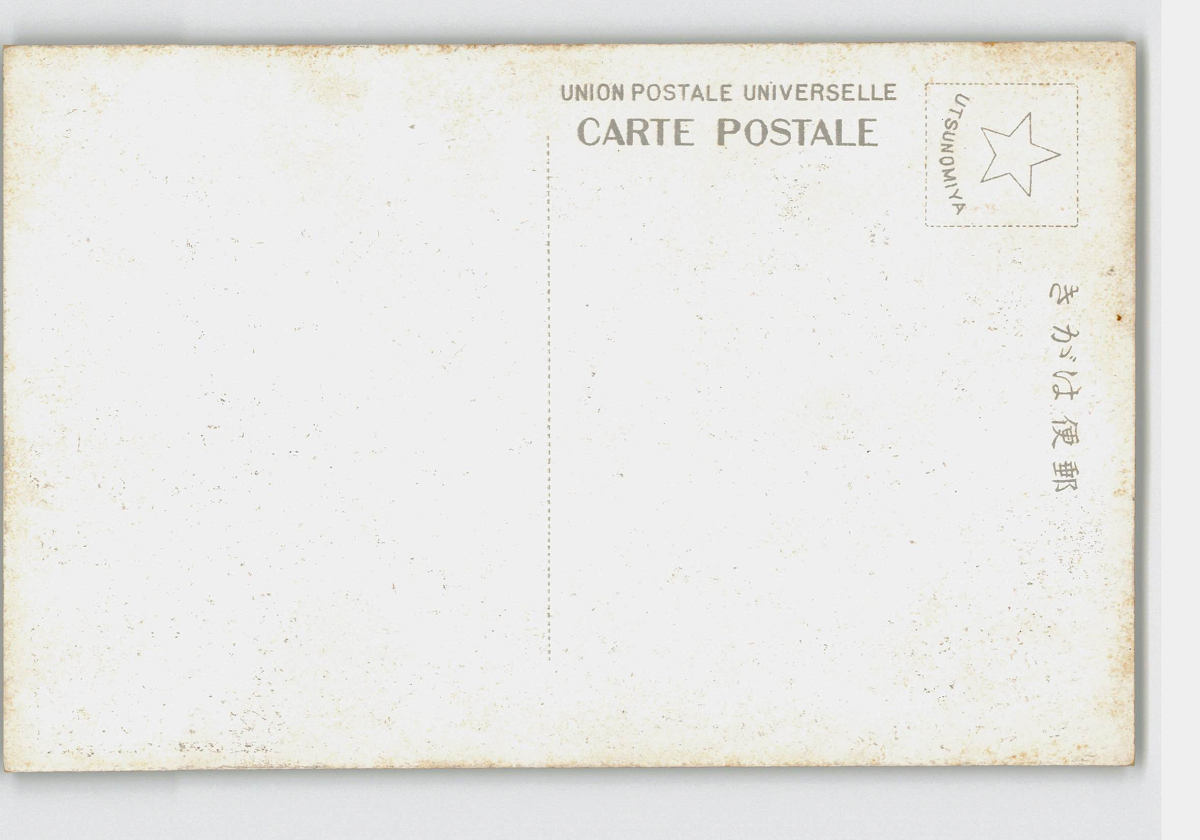 UNION POSTALE UNIVERSELLE
CARTE POSTALE
UTSUNOMIYA
郵便はがき